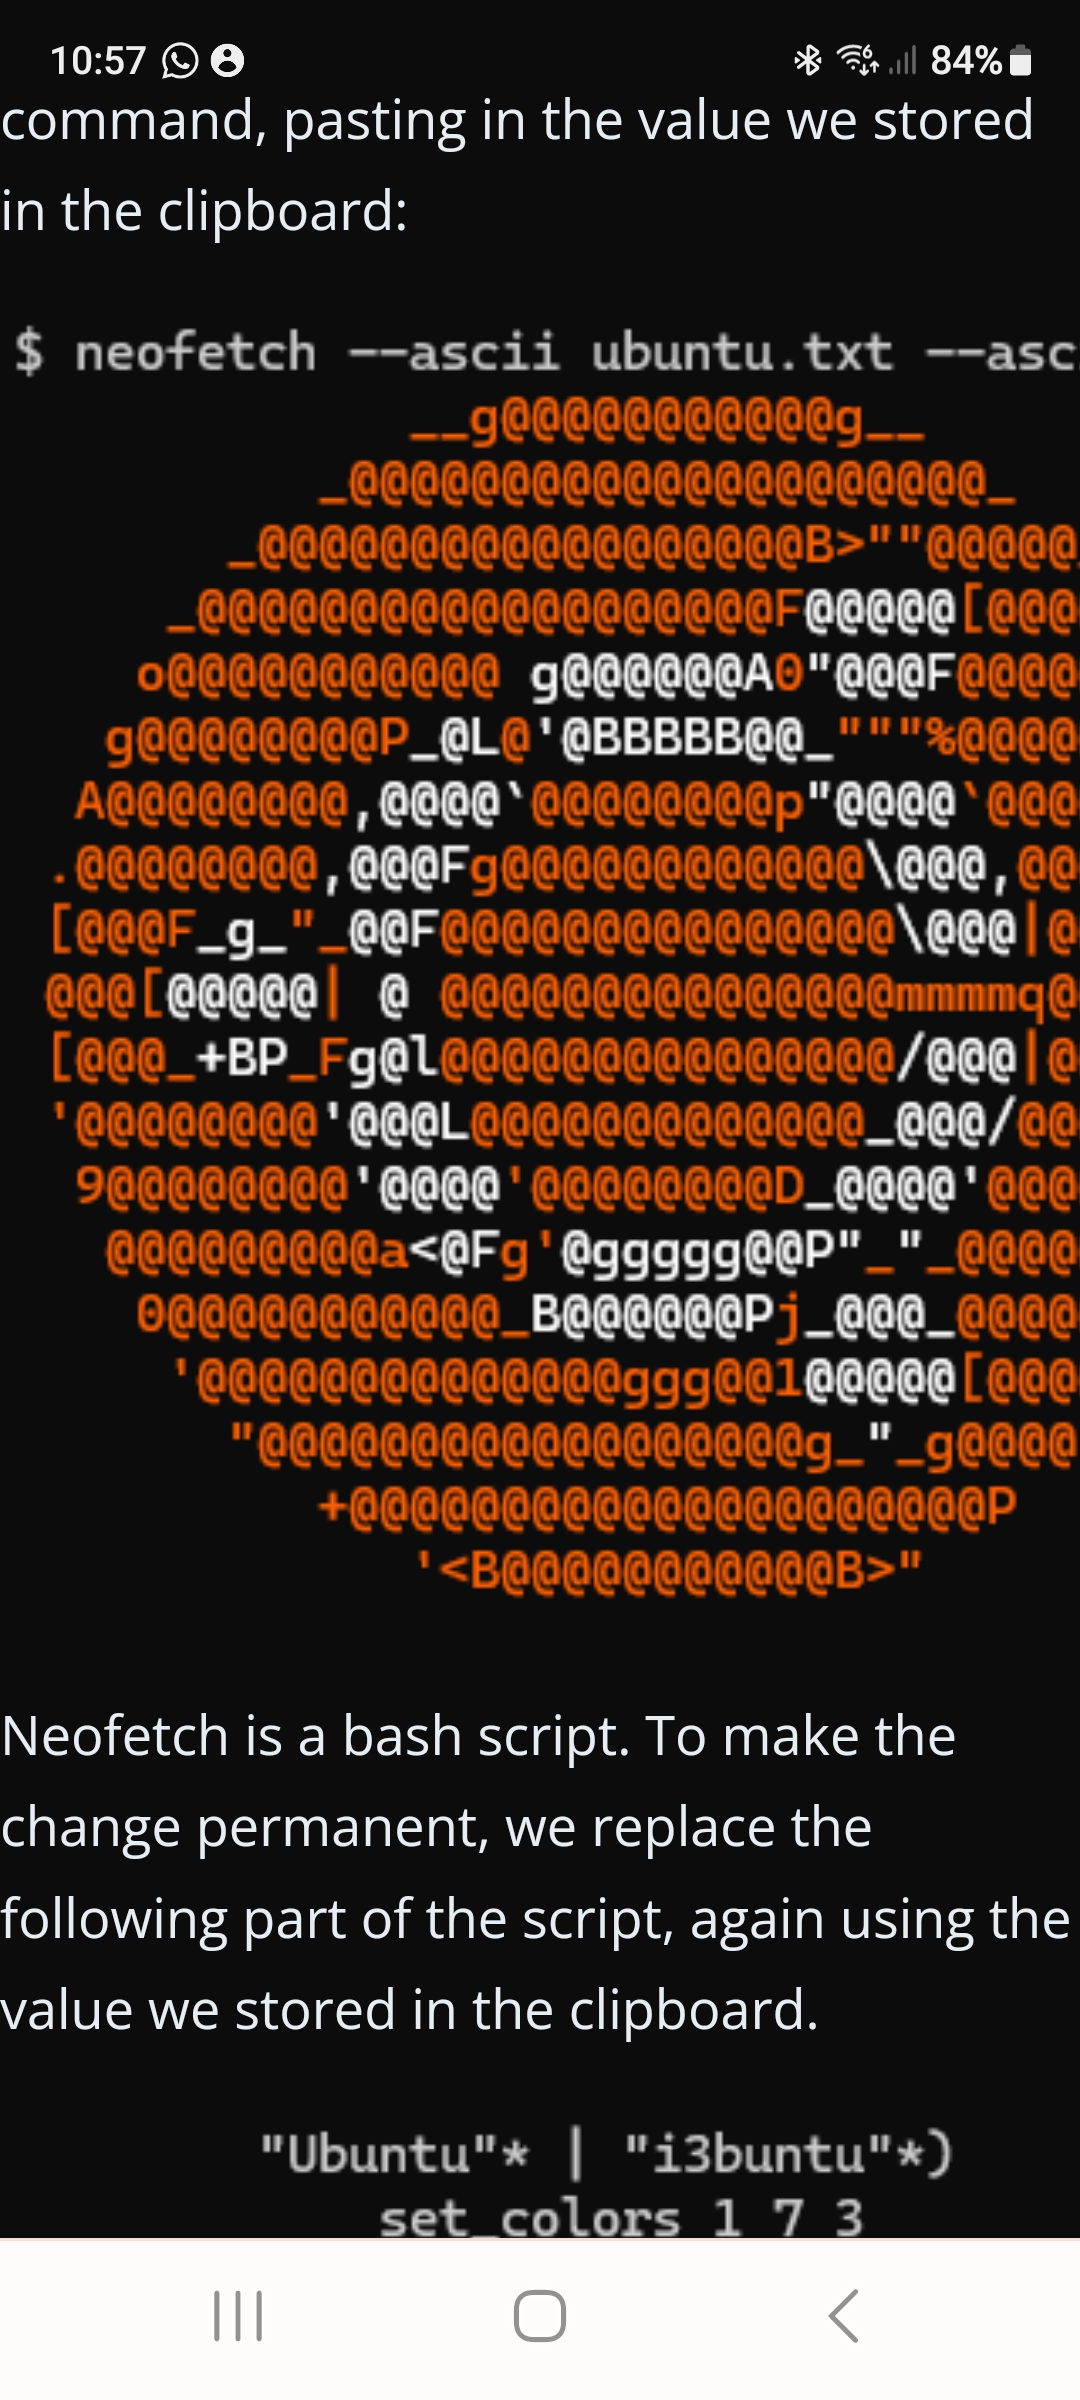 10:57 84%
command, pasting in the value we stored
in the clipboard:
$ neofetch --ascii ubuntu.txt --asc
__g@@@@@@@@@@@g__
_@@@@@@@@@@@@@@@@@@@@@_
_@@@@@@@@@@@@@@@@@@B>""@@@@@
_@@@@@@@@@@@@@@@@@@@F@@@@@[@@@
o@@@@@@@@@@@ g@@@@@@A0"@@@F@@@@
g@@@@@@@@P_@L@'@BBBBB@@_"""%@@@@
A@@@@@@@@,@@@@`@@@@@@@@p"@@@@`@@@
.@@@@@@@@,@@@Fg@@@@@@@@@@@@\@@@,@@
[@@@F_g_"_@@F@@@@@@@@@@@@@@@\@@@|@
@@@[@@@@@| @ @@@@@@@@@@@@@@@mmmmq@
[@@@_+BP_Fg@l@@@@@@@@@@@@@@@/@@@|@
'@@@@@@@@'@@@L@@@@@@@@@@@@@_@@@/@@
9@@@@@@@@'@@@@'@@@@@@@@D_@@@@'@@@
@@@@@@@@@a<@Fg'@ggggg@@P"_"_@@@@
0@@@@@@@@@@@_B@@@@@@Pj_@@@_@@@@
'@@@@@@@@@@@@@@ggg@@1@@@@@[@@@
"@@@@@@@@@@@@@@@@@@g_"_g@@@@
+@@@@@@@@@@@@@@@@@@@@@P
'<B@@@@@@@@@@@B>"
Neofetch is a bash script. To make the
change permanent, we replace the
following part of the script, again using the
value we stored in the clipboard.
"Ubuntu"* | "i3buntu"*)
set_colors 1 7 3